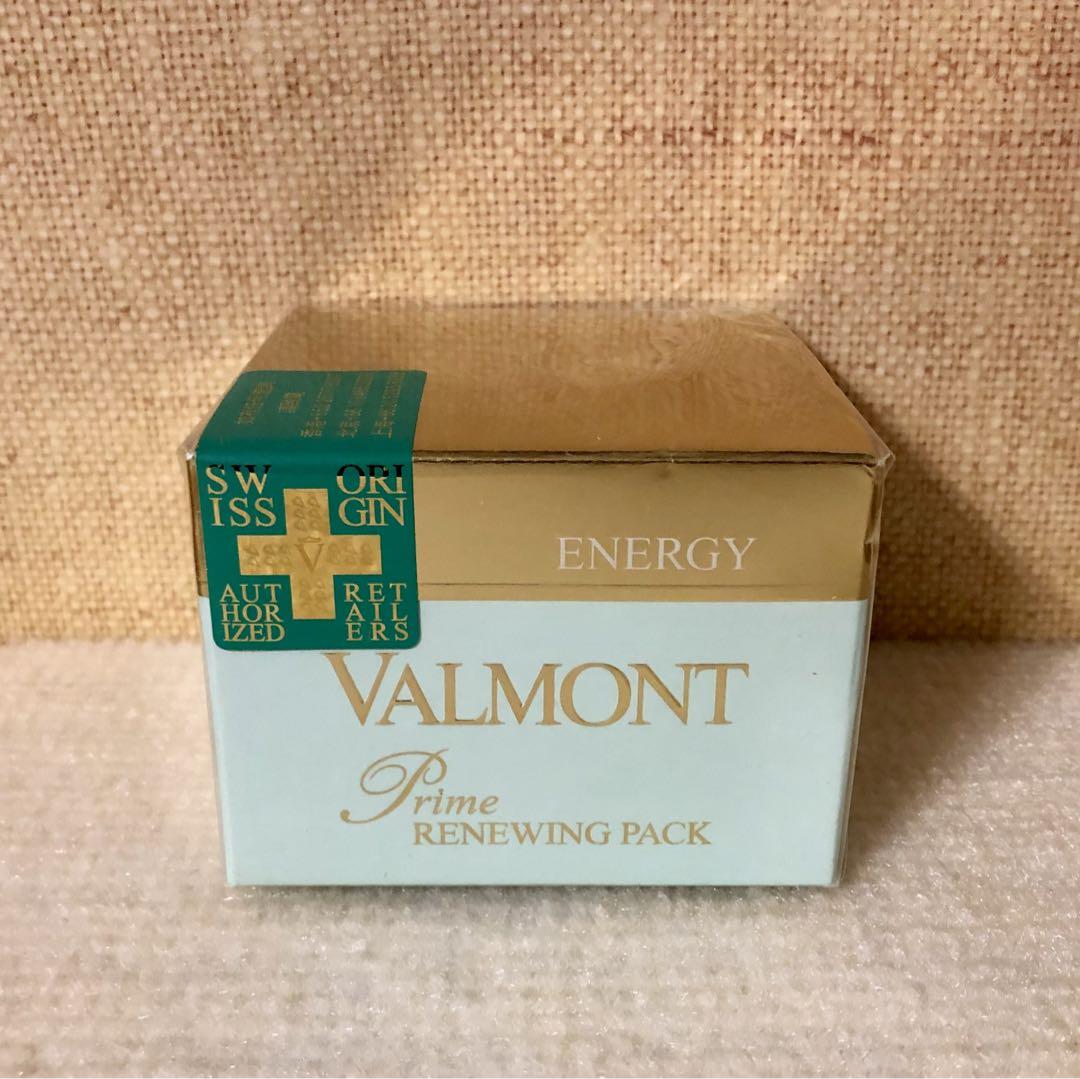 SW
ISS
ORI
GIN
V
AUT
HOR
IZED
RET
AIL
ERS
ENERGY
VALMONT
Prime
RENEWING PACK